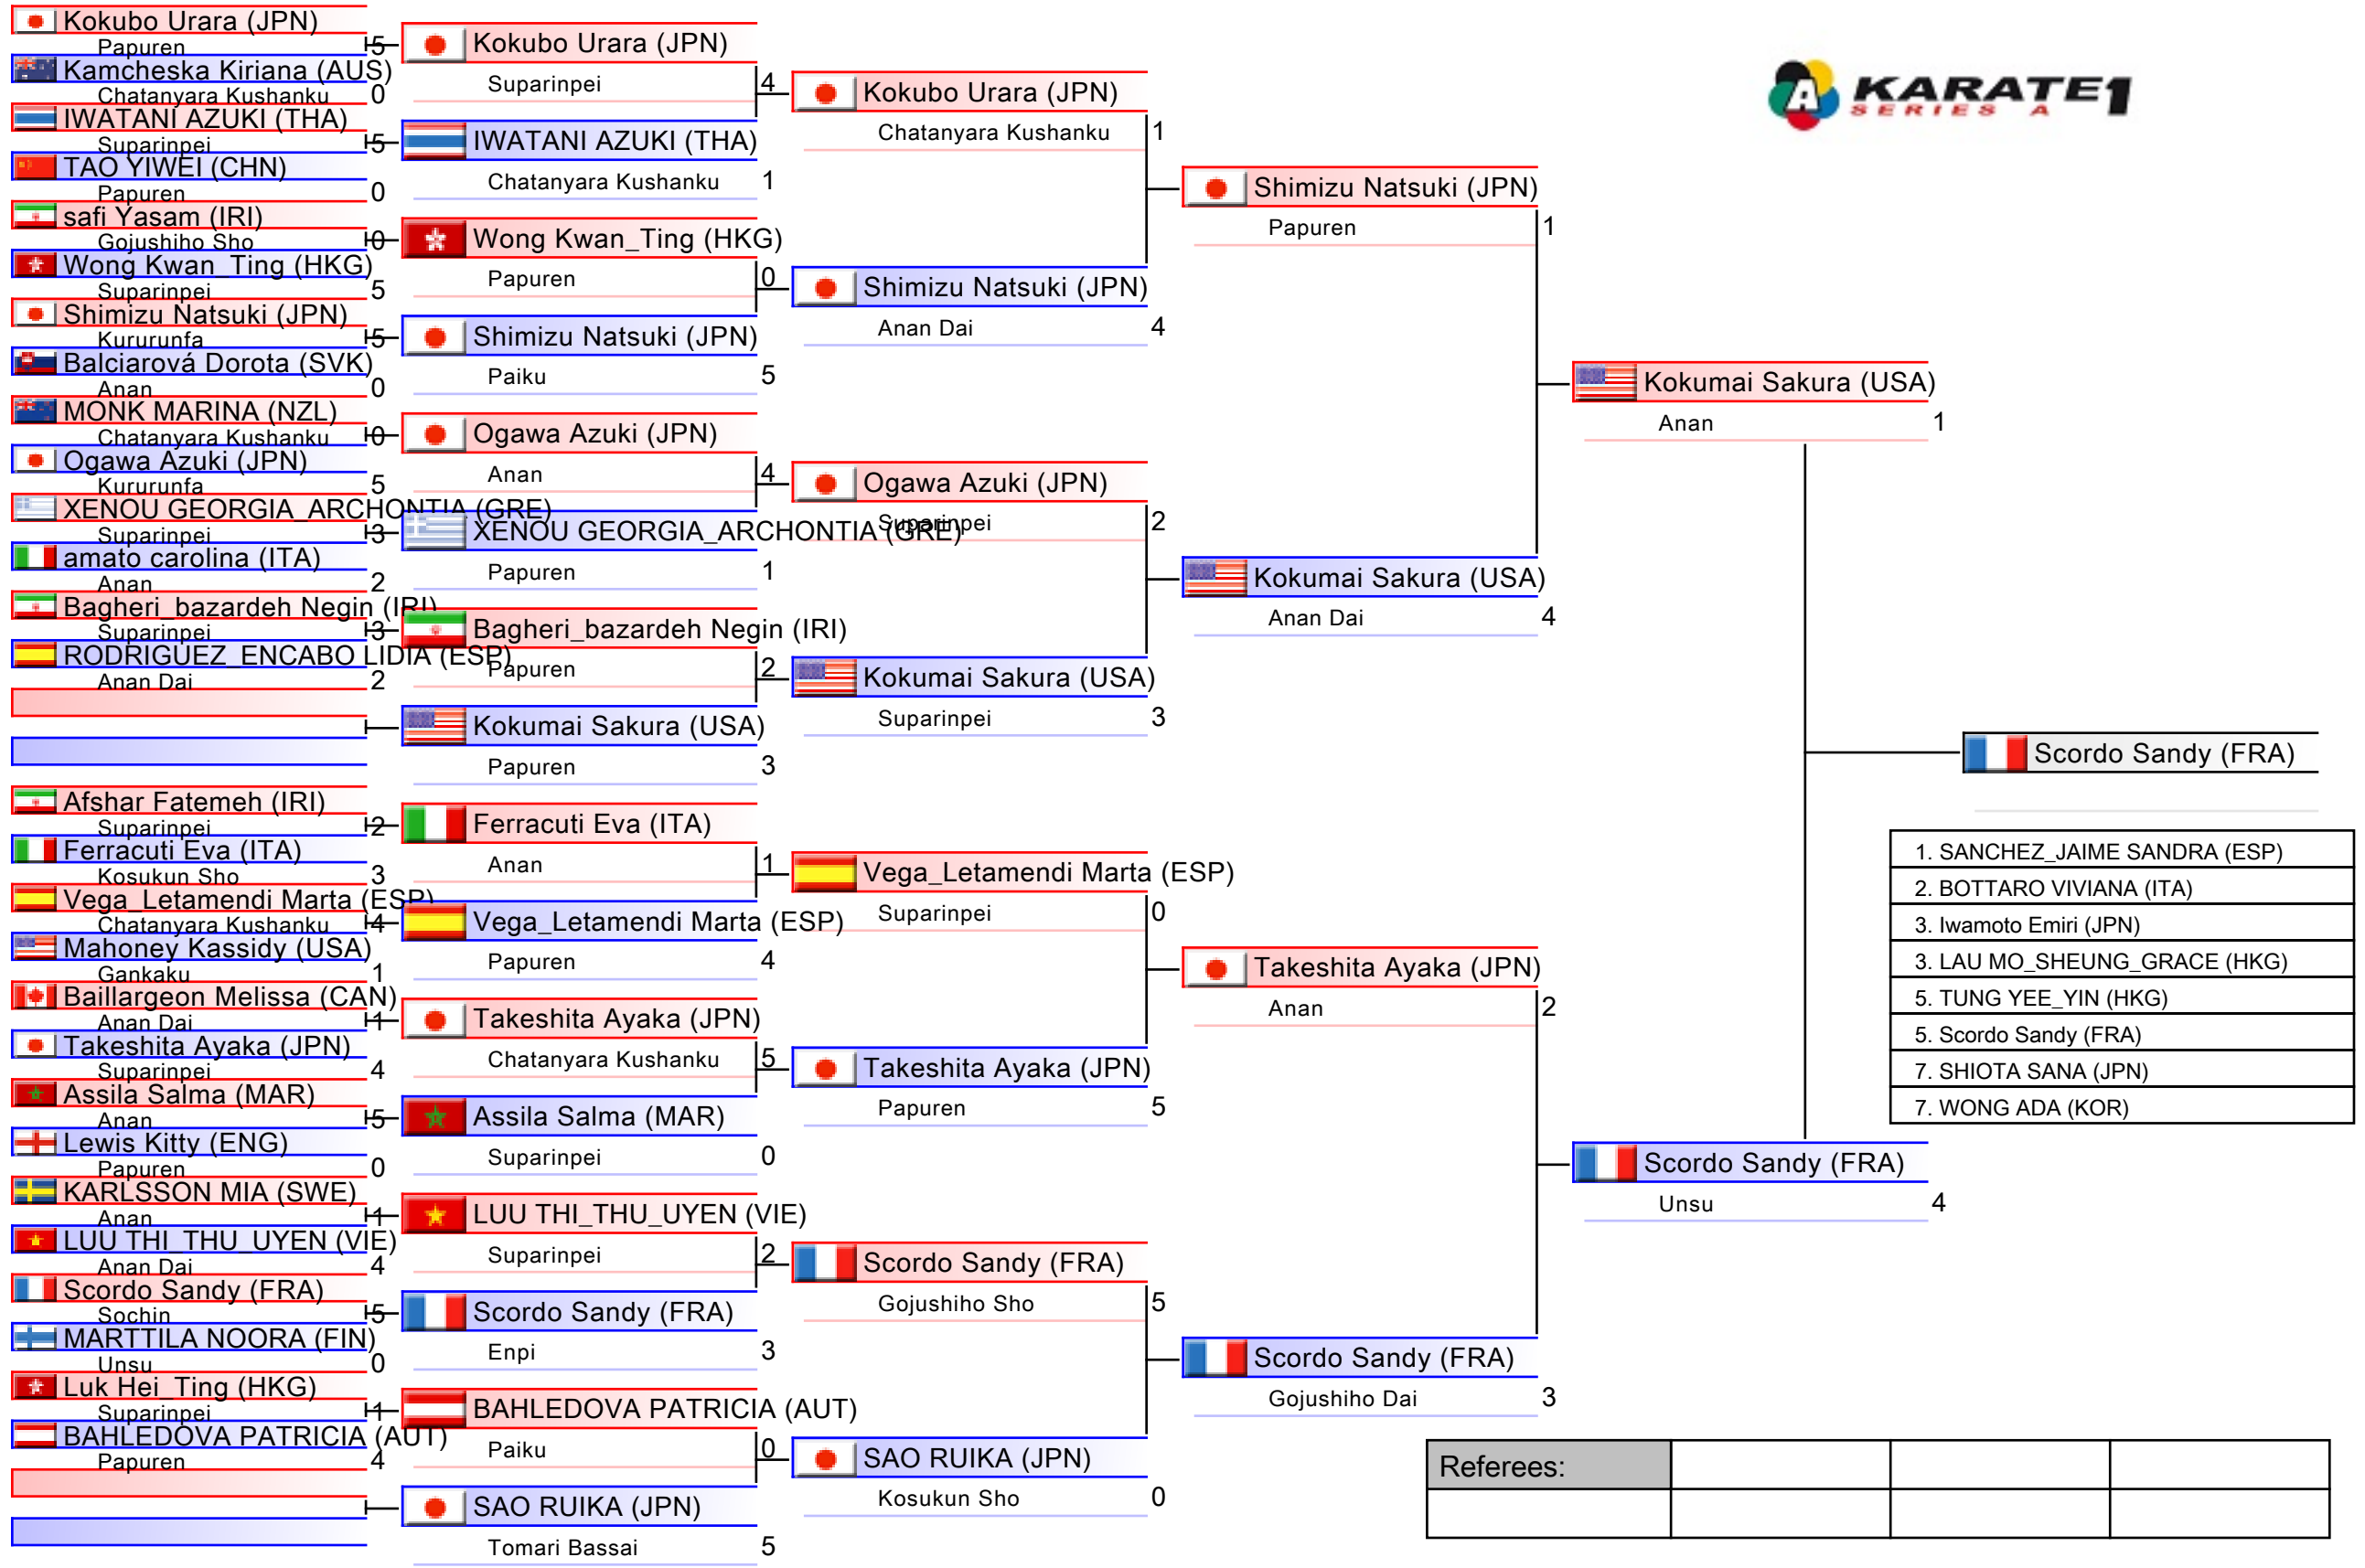 Kokubo Urara (JPN)
Papuren
5
Kamcheska Kiriana (AUS)
Chatanyara Kushanku
0
IWATANI AZUKI (THA)
Suparinpei
5
TAO YIWEI (CHN)
Papuren
0
safi Yasam (IRI)
Gojushiho Sho
0
Wong Kwan_Ting (HKG)
Suparinpei
5
Shimizu Natsuki (JPN)
Kururunfa
5
Balciarová Dorota (SVK)
Anan
0
MONK MARINA (NZL)
Chatanyara Kushanku
0
Ogawa Azuki (JPN)
Kururunfa
5
XENOU GEORGIA_ARCHONTIA (GRE)
Suparinpei
3
amato carolina (ITA)
Anan
2
Bagheri_bazardeh Negin (IRI)
Suparinpei
3
RODRIGUEZ_ENCABO LIDIA (ESP)
Anan Dai
2
Afshar Fatemeh (IRI)
Suparinpei
2
Ferracuti Eva (ITA)
Kosukun Sho
3
Vega_Letamendi Marta (ESP)
Chatanyara Kushanku
4
Mahoney Kassidy (USA)
Gankaku
1
Baillargeon Melissa (CAN)
Anan Dai
1
Takeshita Ayaka (JPN)
Suparinpei
4
Assila Salma (MAR)
Anan
5
Lewis Kitty (ENG)
Papuren
0
KARLSSON MIA (SWE)
Anan
1
LUU THI_THU_UYEN (VIE)
Anan Dai
4
Scordo Sandy (FRA)
Sochin
5
MARTTILA NOORA (FIN)
Unsu
0
Luk Hei_Ting (HKG)
Suparinpei
1
BAHLEDOVA PATRICIA (AUT)
Papuren
4
Kokubo Urara (JPN)
Suparinpei
4
IWATANI AZUKI (THA)
Chatanyara Kushanku
1
Wong Kwan_Ting (HKG)
Papuren
0
Shimizu Natsuki (JPN)
Paiku
5
Ogawa Azuki (JPN)
Anan
4
XENOU GEORGIA_ARCHONTIA (GRE)
Papuren
1
Bagheri_bazardeh Negin (IRI)
Papuren
2
Kokumai Sakura (USA)
Papuren
3
Ferracuti Eva (ITA)
Anan
1
Vega_Letamendi Marta (ESP)
Papuren
4
Takeshita Ayaka (JPN)
Chatanyara Kushanku
5
Assila Salma (MAR)
Suparinpei
0
LUU THI_THU_UYEN (VIE)
Suparinpei
2
Scordo Sandy (FRA)
Enpi
3
BAHLEDOVA PATRICIA (AUT)
Paiku
0
SAO RUIKA (JPN)
Tomari Bassai
5
Kokubo Urara (JPN)
Chatanyara Kushanku
1
Shimizu Natsuki (JPN)
Anan Dai
4
Ogawa Azuki (JPN)
Suparinpei
2
Kokumai Sakura (USA)
Suparinpei
3
Vega_Letamendi Marta (ESP)
Suparinpei
0
Takeshita Ayaka (JPN)
Papuren
5
Scordo Sandy (FRA)
Gojushiho Sho
5
SAO RUIKA (JPN)
Kosukun Sho
0
Shimizu Natsuki (JPN)
Papuren
1
Kokumai Sakura (USA)
Anan Dai
4
Takeshita Ayaka (JPN)
Anan
2
Scordo Sandy (FRA)
Gojushiho Dai
3
Kokumai Sakura (USA)
Anan
1
Scordo Sandy (FRA)
Unsu
4
A KARATE1
SERIES A
Scordo Sandy (FRA)
1. SANCHEZ_JAIME SANDRA (ESP)
2. BOTTARO VIVIANA (ITA)
3. Iwamoto Emiri (JPN)
3. LAU MO_SHEUNG_GRACE (HKG)
5. TUNG YEE_YIN (HKG)
5. Scordo Sandy (FRA)
7. SHIOTA SANA (JPN)
7. WONG ADA (KOR)
Referees: